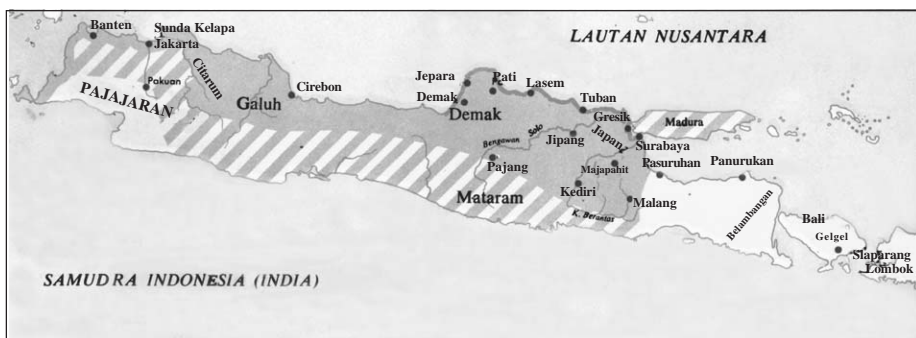 LAUTAN NUSANTARA
Banten
Sunda Kelapa
Jakarta
Pakuan
Citarum
PAJAJARAN
Galuh
Cirebon
Jepara
Pati
Lasem
Demak
Demak
Tuban
Gresik
Madura
Japan
Surabaya
Bengawan Solo
Jipang
Pajang
Majapahit
Pasuruhan
Panurukan
Kediri
Mataram
Malang
K. Berantas
Belambangan
Bali
Gelgel
Slaparang
Lombok
SAMUDRA INDONESIA (INDIA)